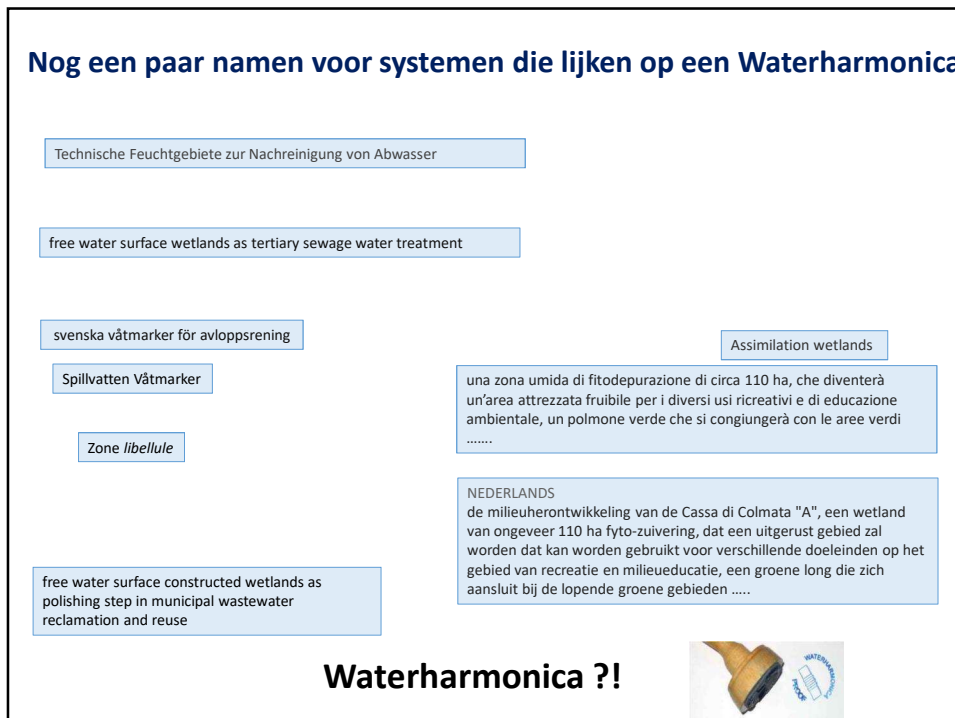 Nog een paar namen voor systemen die lijken op een Waterharmonica
Technische Feuchtgebiete zur Nachreinigung von Abwasser
free water surface wetlands as tertiary sewage water treatment
svenska våtmarker för avloppsrening
Spillvatten Våtmarker
Zone libellule
Assimilation wetlands
una zona umida di fitodepurazione di circa 110 ha, che diventerà
un'area attrezzata fruibile per i diversi usi ricreativi e di educazione
ambientale, un polmone verde che si congiungerà con le aree verdi
…….
NEDERLANDS
de milieuherontwikkeling van de Cassa di Colmata "A", een wetland
van ongeveer 110 ha fyto-zuivering, dat een uitgerust gebied zal
worden dat kan worden gebruikt voor verschillende doeleinden op het
gebied van recreatie en milieueducatie, een groene long die zich
aansluit bij de lopende groene gebieden …..
free water surface constructed wetlands as
polishing step in municipal wastewater
reclamation and reuse
Waterharmonica ?!
WATERHARMONICA
PROOF